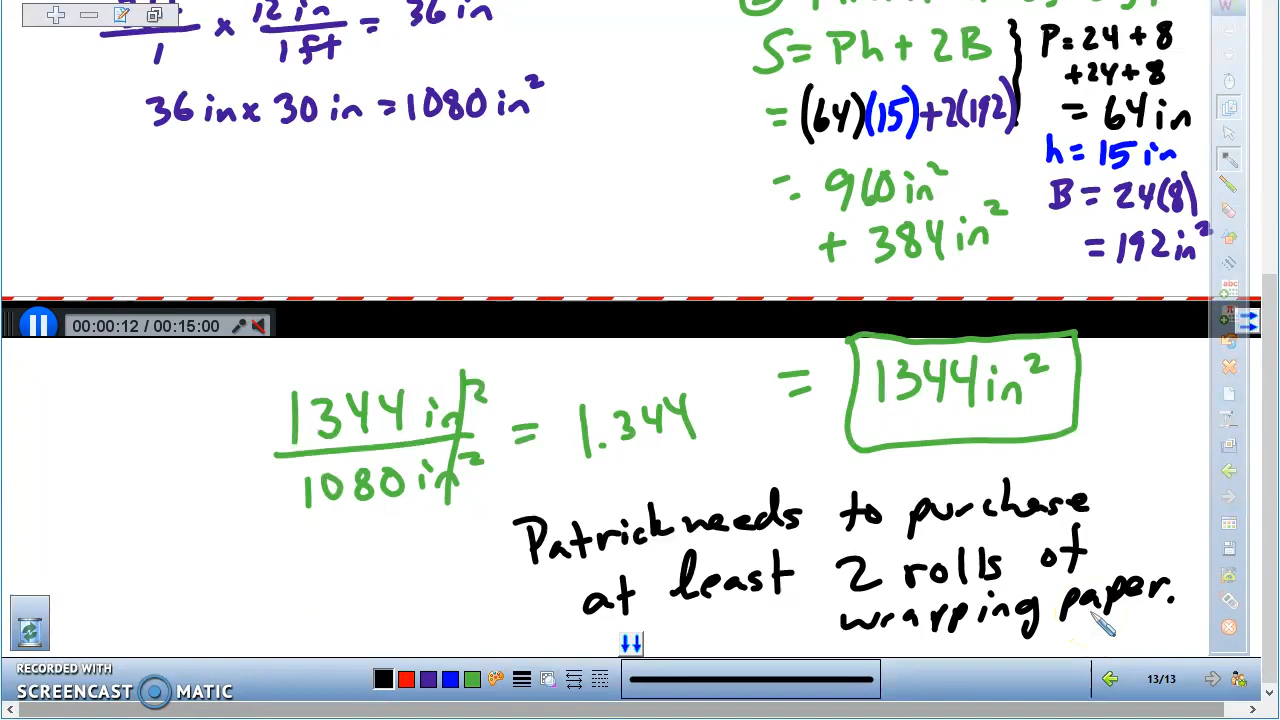 12 in = 36 in
1 × 1 ft
36 in x 30 in = 1080 in²
S = Ph + 2B
= (64)(15) + 2(192)
= 960 in²
+ 384 in²
P = 24 + 8
+ 24 + 8
= 64 in
h = 15 in
B = 24(8)
= 192 in²
00:00:12 / 00:15:00
1344 in² = 1.344
1080 in²
= 1344 in²
Patrick needs to purchase
at least 2 rolls of
wrapping paper.
RECORDED WITH
SCREENCAST MATIC
13/13
abc